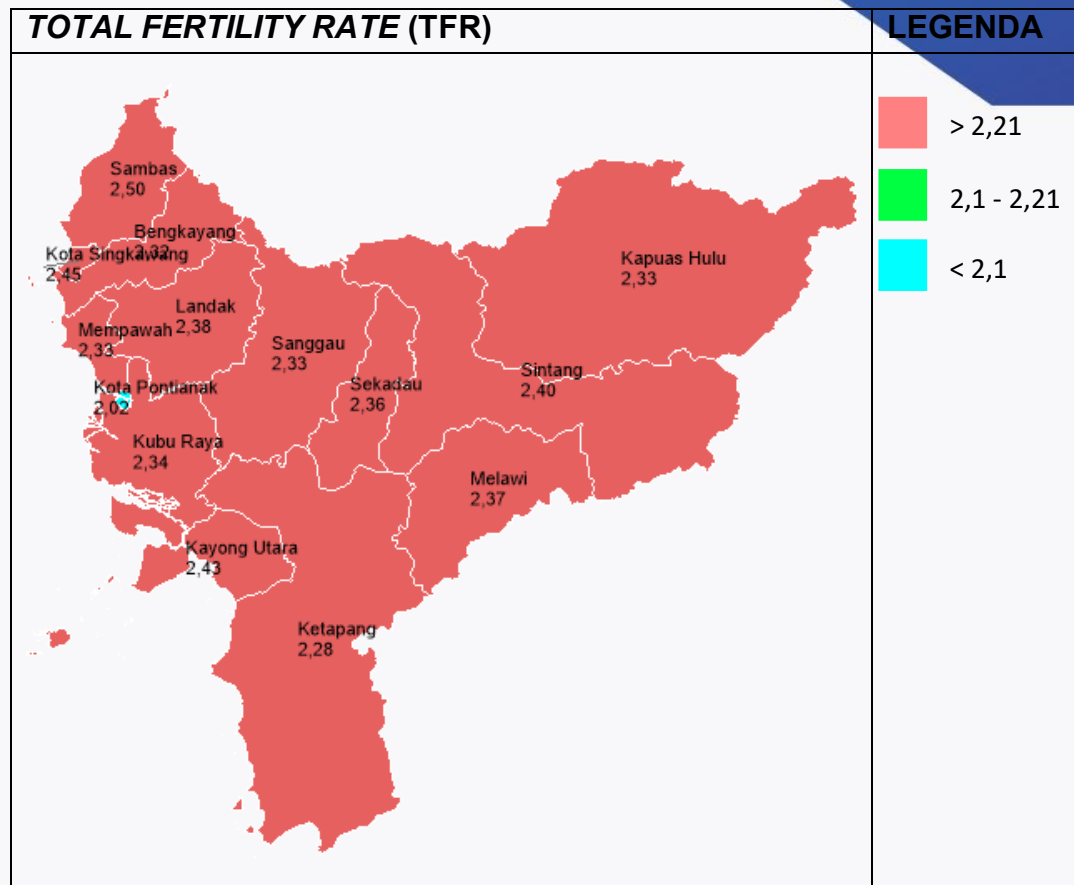 TOTAL FERTILITY RATE (TFR)
LEGENDA
> 2,21
2,1 - 2,21
< 2,1
Sambas
2,50
Bengkayang
2,32
Kota Singkawang
2,45
Kapuas Hulu
2,33
Landak
2,38
Mempawah
2,33
Sanggau
2,33
Sintang
2,40
Sekadau
2,36
Kota Pontianak
2,02
Kubu Raya
2,34
Melawi
2,37
Kayong Utara
2,43
Ketapang
2,28